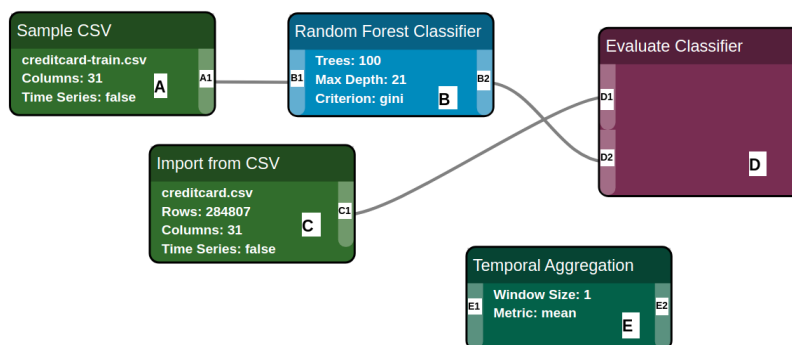 Sample CSV
creditcard-train.csv
Columns: 31
Time Series: false
A
A1
Random Forest Classifier
Trees: 100
Max Depth: 21
Criterion: gini
B
B1
B2
Evaluate Classifier
D1
D2
D
Import from CSV
creditcard.csv
Rows: 284807
Columns: 31
Time Series: false
C
C1
Temporal Aggregation
Window Size: 1
Metric: mean
E
E1
E2